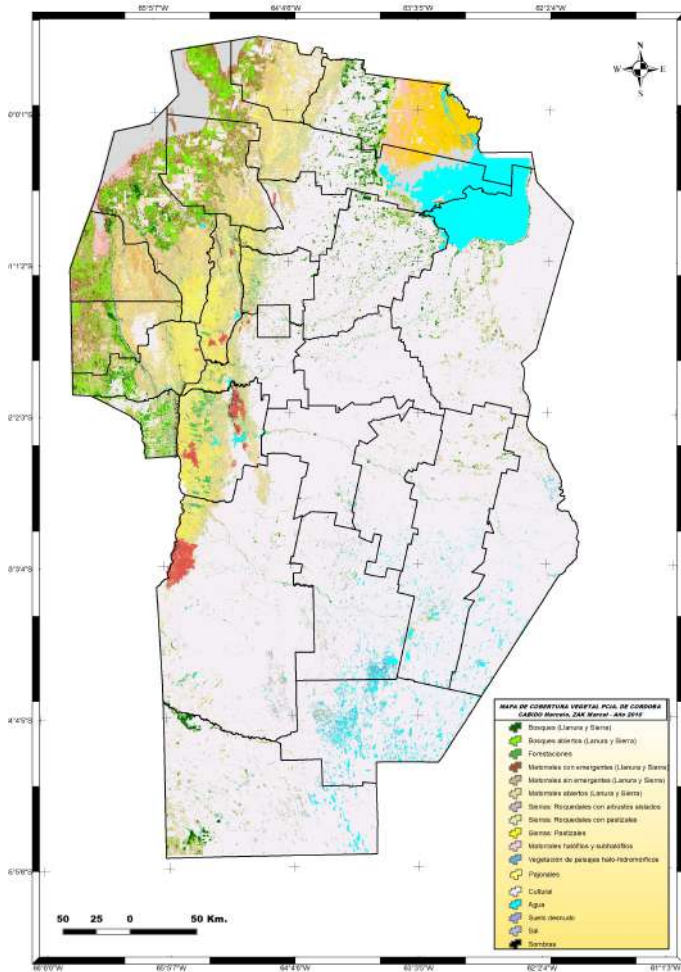 65°5'7"W 64°4'6"W 63°3'5"W 62°2'4"W
N
W E
S
0°0'1"S
1°1'2"S
2°2'3"S
3°3'4"S
4°4'5"S
5°5'6"S
MAPA DE COBERTURA VEGETAL PCIA. DE CORDOBA
CABIDO Marcelo, ZAK Marcel - Año 2010
Bosques (Llanura y Sierra)
Bosques abiertos (Llanura y Sierra)
Forestaciones
Matorrales con emergentes (Llanura y Sierra)
Matorrales sin emergentes (Llanura y Sierra)
Matorrales abiertos (Llanura y Sierra)
Sierras: Roquedales con arbustos aislados
Sierras: Roquedales con pastizales
Sierras: Pastizales
Matorrales halófilos y subhalófilos
Vegetación de paisajes halo-hidromórficos
Pajonales
Cultural
Agua
Suelo desnudo
Sal
Sombras
50 25 0 50 Km.
66°0'0"W 65°5'7"W 64°4'6"W 63°3'5"W 62°2'4"W 61°1'3"W